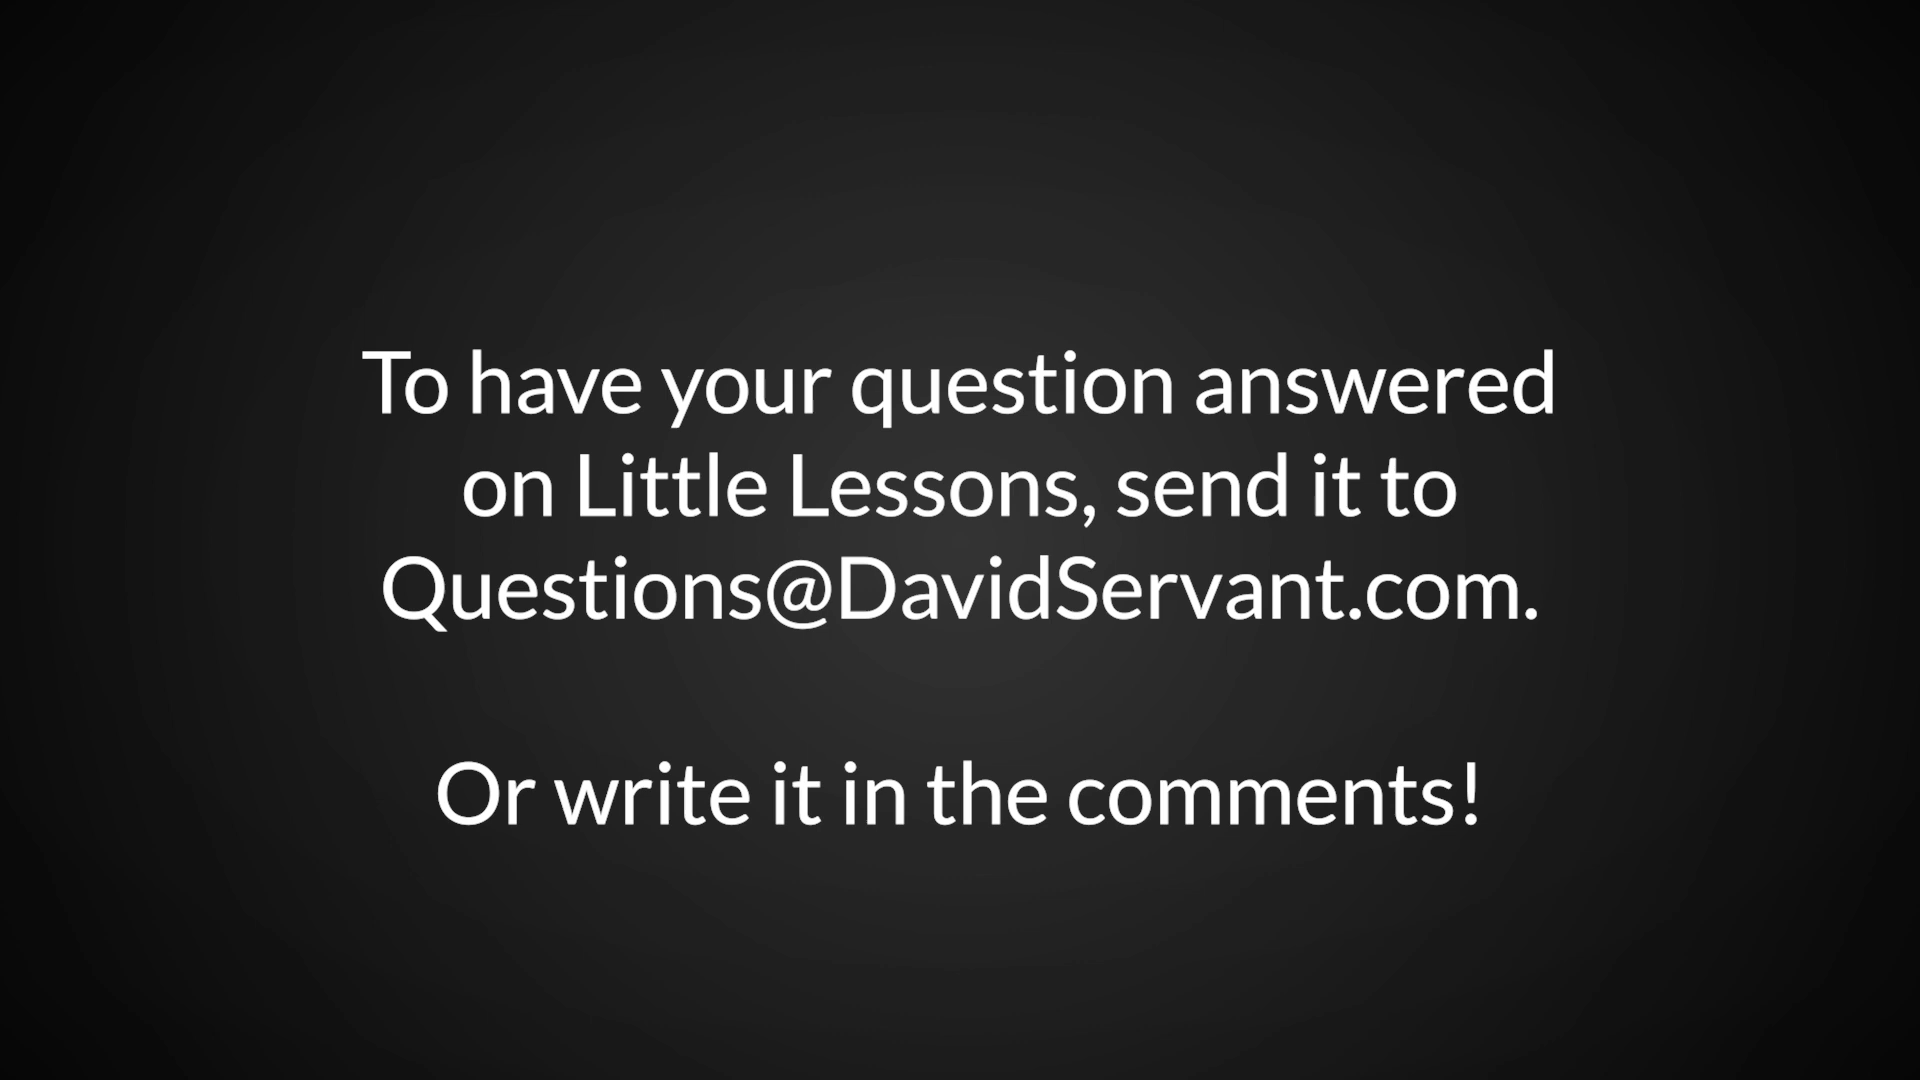 To have your question answered
on Little Lessons, send it to
Questions@DavidServant.com.
Or write it in the comments!